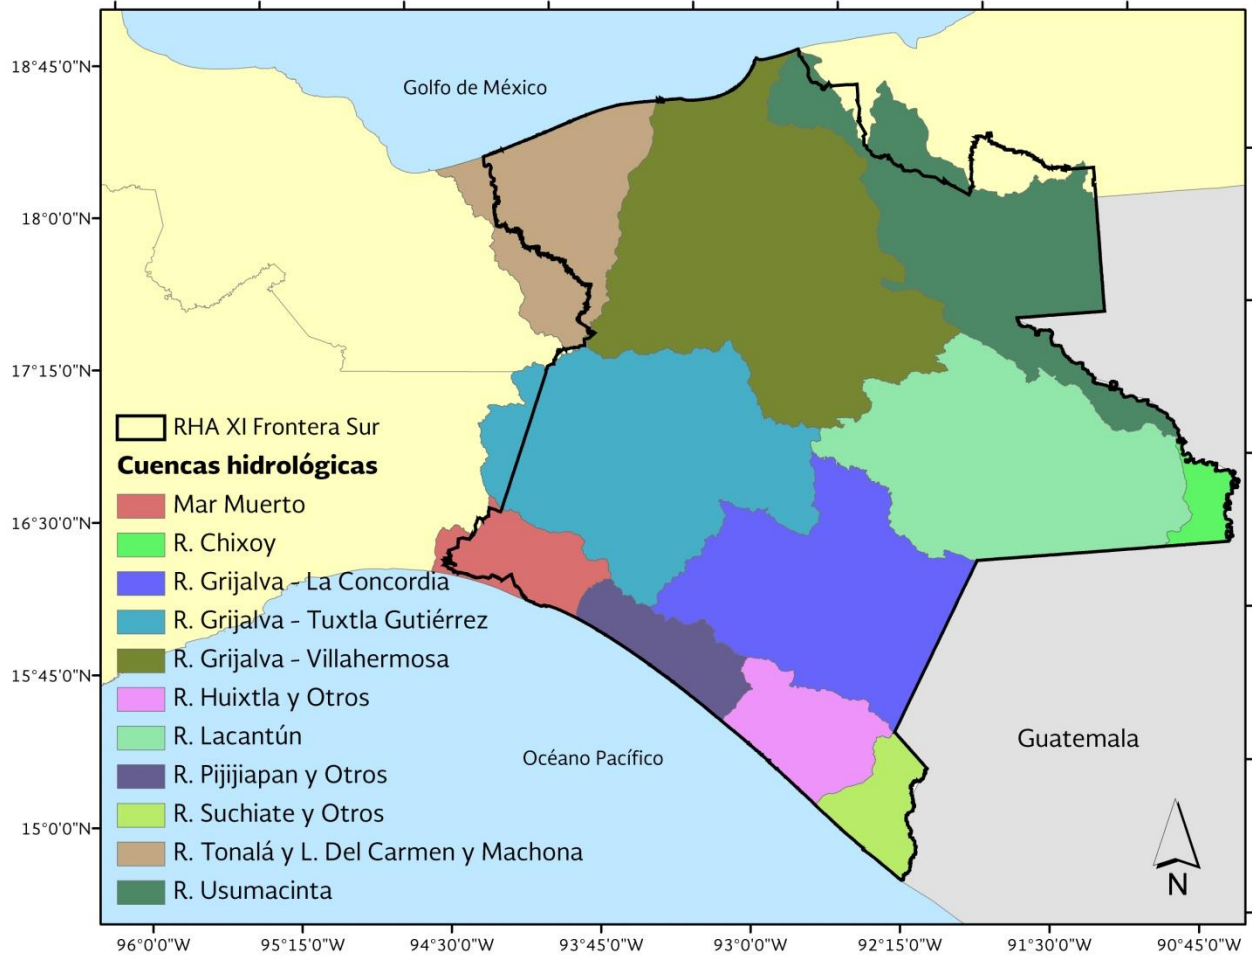 18°45'0"N
Golfo de México
18°0'0"N
17°15'0"N
RHA XI Frontera Sur
Cuencas hidrológicas
Mar Muerto
16°30'0"N
R. Chixoy
R. Grijalva - La Concordia
R. Grijalva - Tuxtla Gutiérrez
15°45'0"N
R. Grijalva - Villahermosa
R. Huixtla y Otros
R. Lacantún
Guatemala
Océano Pacífico
R. Pijijiapan y Otros
R. Suchiate y Otros
15°0'0"N
R. Tonalá y L. Del Carmen y Machona
R. Usumacinta
N
96°0'0"W 95°15'0"W 94°30'0"W 93°45'0"W 93°0'0"W 92°15'0"W 91°30'0"W 90°45'0"W